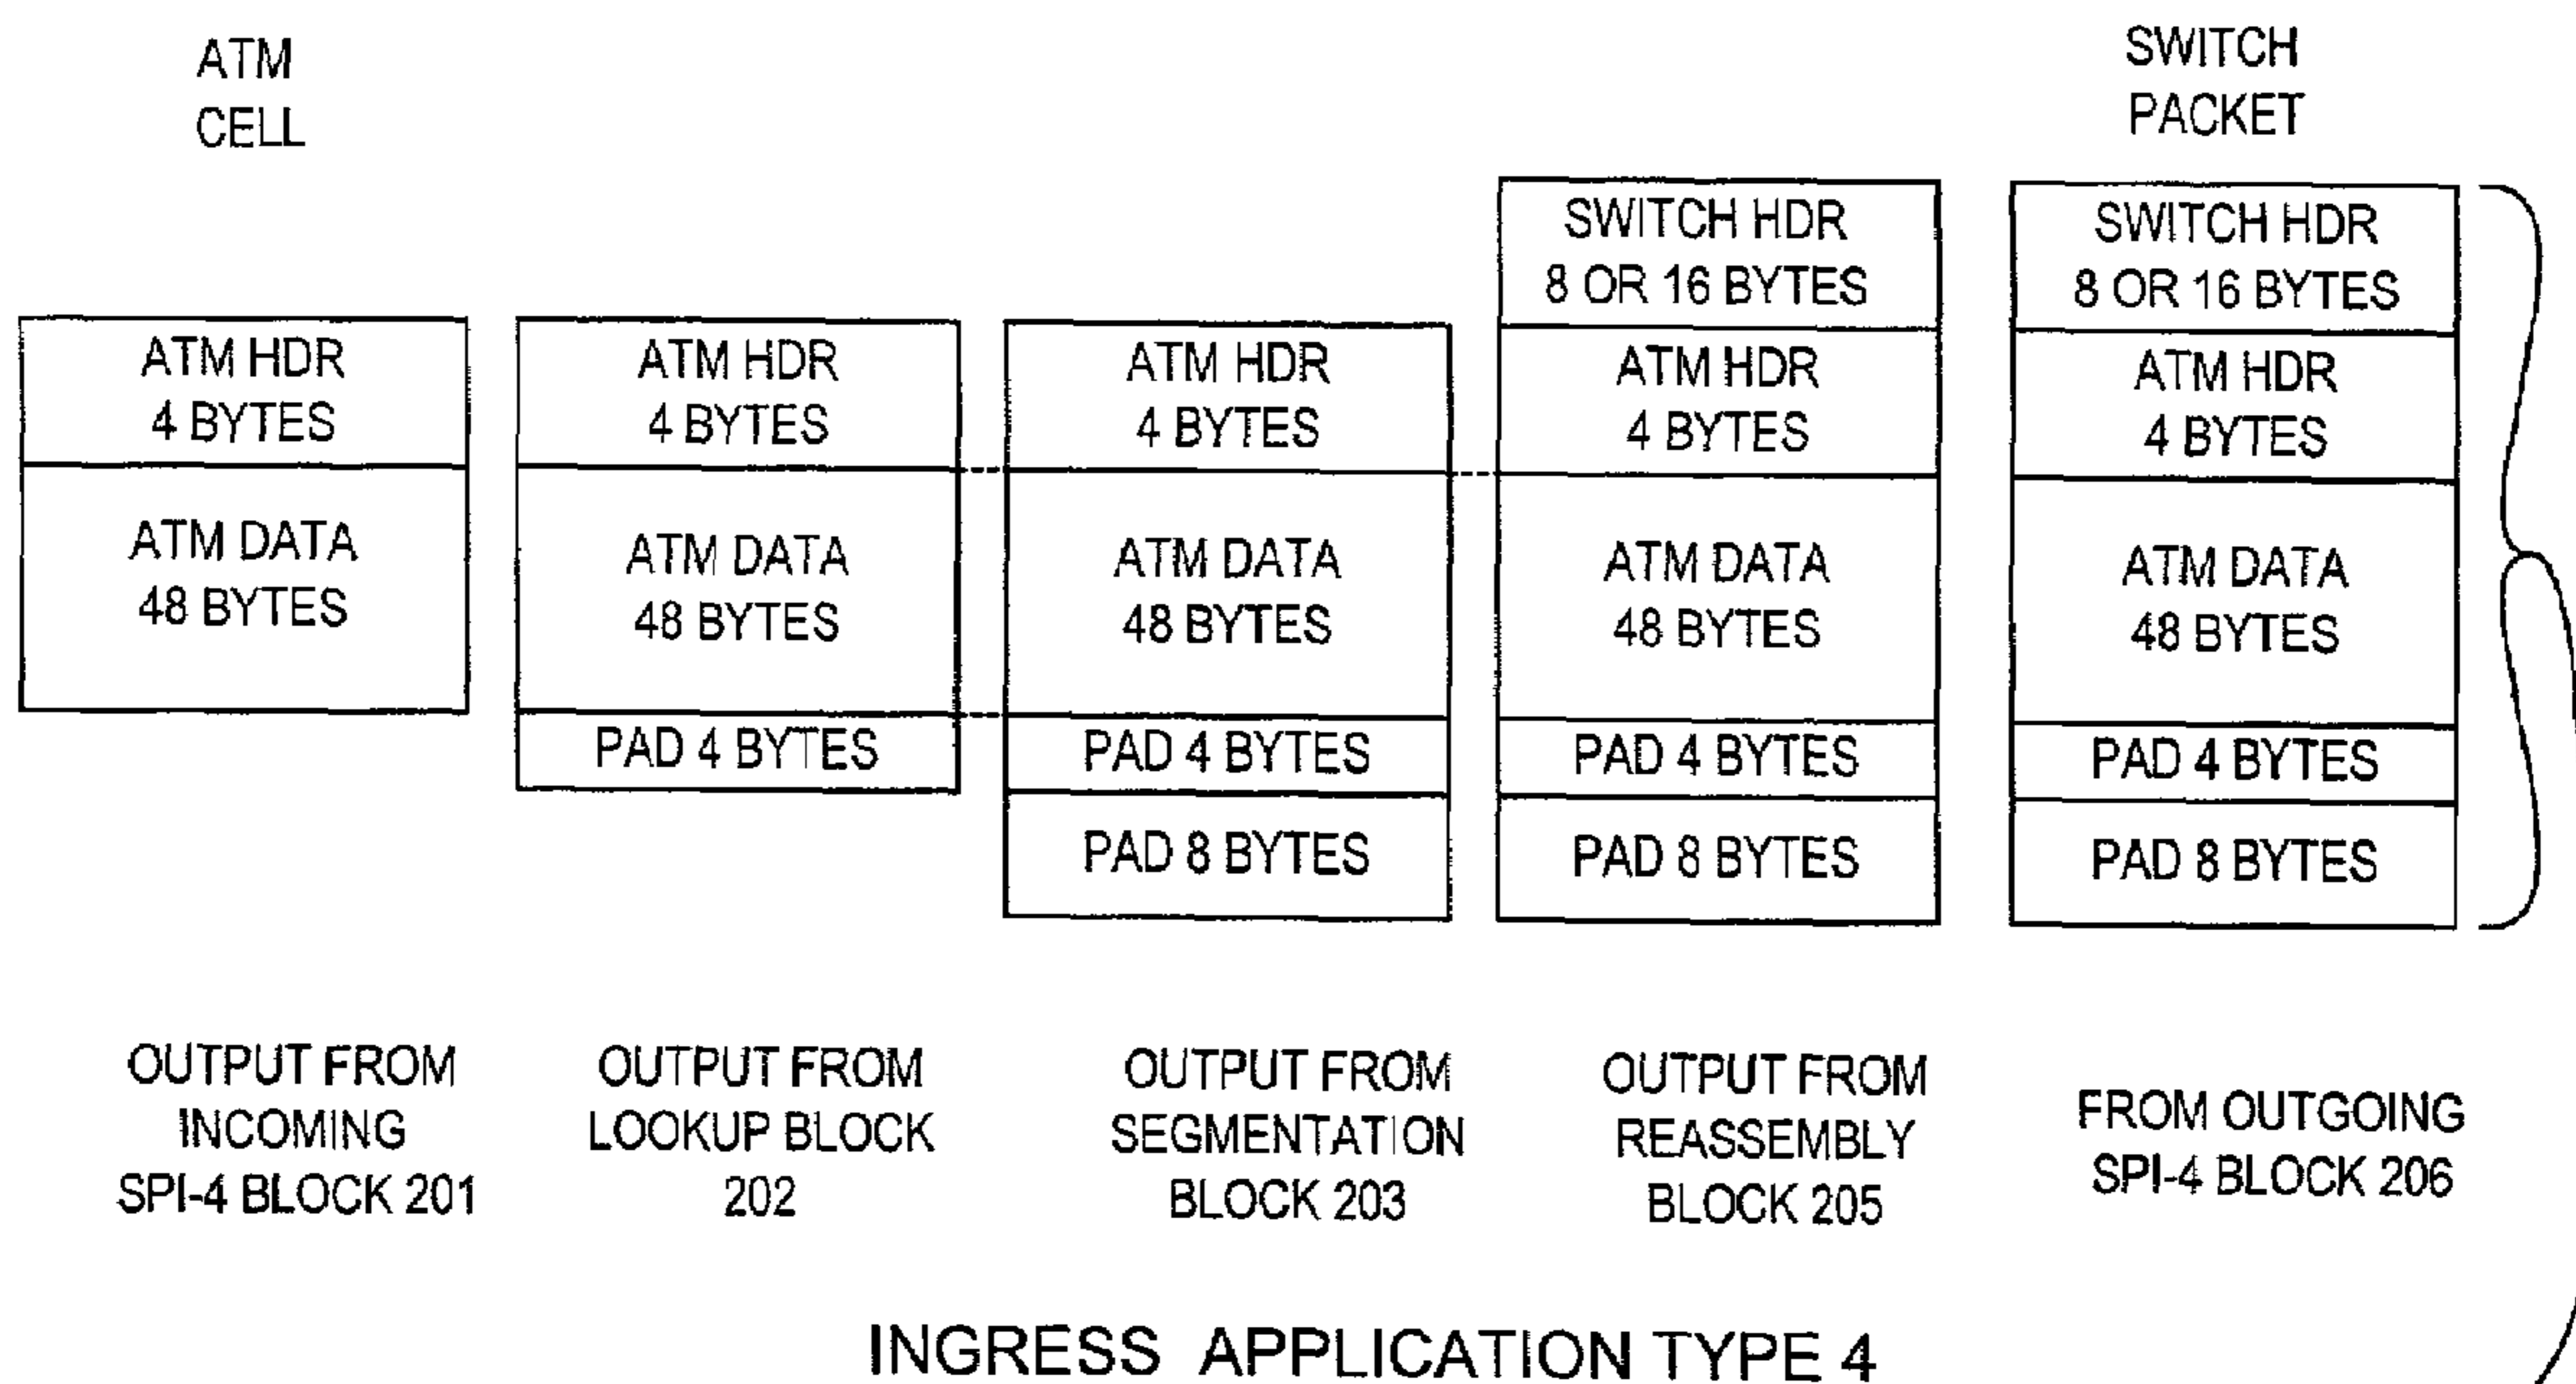 ATM
CELL
SWITCH
PACKET
ATM HDR
4 BYTES
ATM DATA
48 BYTES
ATM HDR
4 BYTES
ATM DATA
48 BYTES
PAD 4 BYTES
ATM HDR
4 BYTES
ATM DATA
48 BYTES
PAD 4 BYTES
PAD 8 BYTES
SWITCH HDR
8 OR 16 BYTES
ATM HDR
4 BYTES
ATM DATA
48 BYTES
PAD 4 BYTES
PAD 8 BYTES
SWITCH HDR
8 OR 16 BYTES
ATM HDR
4 BYTES
ATM DATA
48 BYTES
PAD 4 BYTES
PAD 8 BYTES
OUTPUT FROM
INCOMING
SPI-4 BLOCK 201
OUTPUT FROM
LOOKUP BLOCK
202
OUTPUT FROM
SEGMENTATION
BLOCK 203
OUTPUT FROM
REASSEMBLY
BLOCK 205
FROM OUTGOING
SPI-4 BLOCK 206
INGRESS APPLICATION TYPE 4